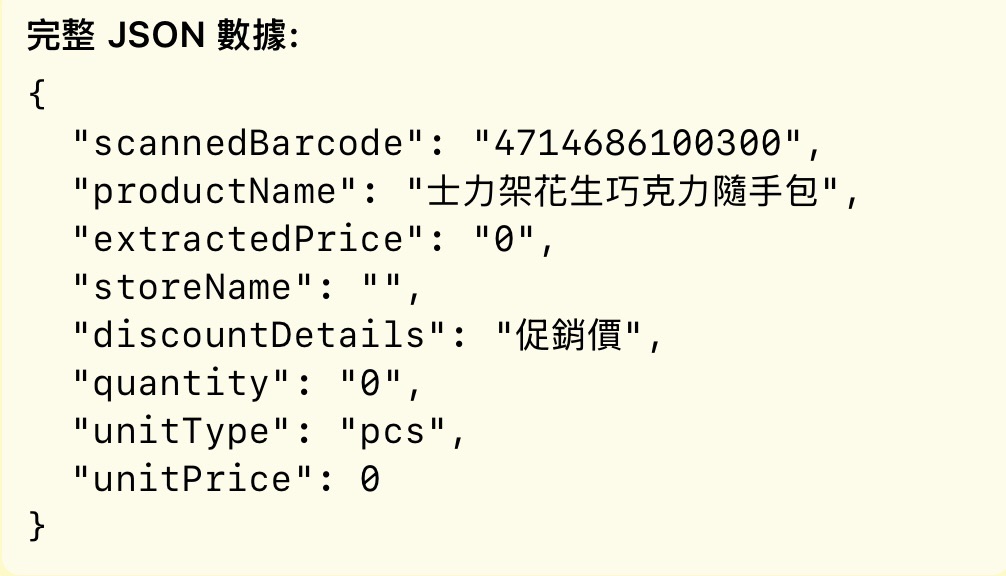 完整 JSON 數據:
{
  "scannedBarcode": "4714686100300",
  "productName": "士力架花生巧克力隨手包",
  "extractedPrice": "0",
  "storeName": "",
  "discountDetails": "促銷價",
  "quantity": "0",
  "unitType": "pcs",
  "unitPrice": 0
}